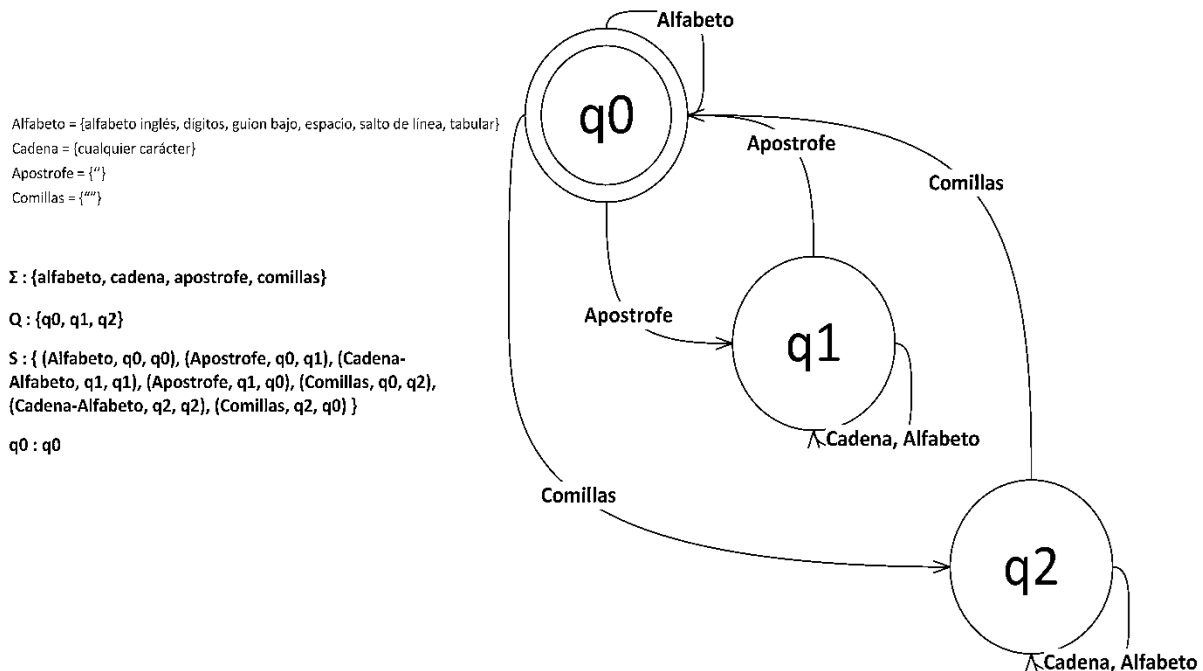 Alfabeto = {alfabeto inglés, dígitos, guion bajo, espacio, salto de línea, tabular}
Cadena = {cualquier carácter}
Apostrofe = {“}
Comillas = {“”}
Σ : {alfabeto, cadena, apostrofe, comillas}
Q : {q0, q1, q2}
S : { (Alfabeto, q0, q0), (Apostrofe, q0, q1), (Cadena-
Alfabeto, q1, q1), (Apostrofe, q1, q0), (Comillas, q0, q2),
(Cadena-Alfabeto, q2, q2), (Comillas, q2, q0) }
q0 : q0
Alfabeto
q0
Apostrofe
Comillas
Apostrofe
q1
Cadena, Alfabeto
Comillas
q2
Cadena, Alfabeto